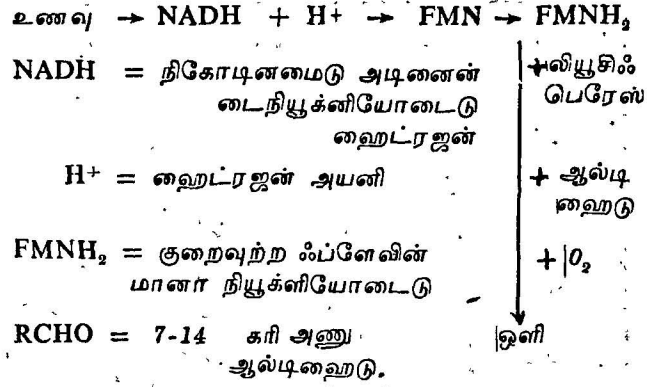 உணவு → NADH + H+ → FMN → FMNH₂
NADH = நிகோடினமைடு அடினைன் +லியூசிஃ
டைநியூக்னியோடைடு பெரேஸ்
ஹைட்ரஜன்
H+ = ஹைட்ரஜன் அயனி + ஆல்டி
ஹைடு
FMNH₂ = குறைவுற்ற ஃப்ளேவின் + O₂
மானர் நியூக்ளியோடைடு
RCHO = 7-14 கரி அணு ஒளி
ஆல்டிஹைடு.